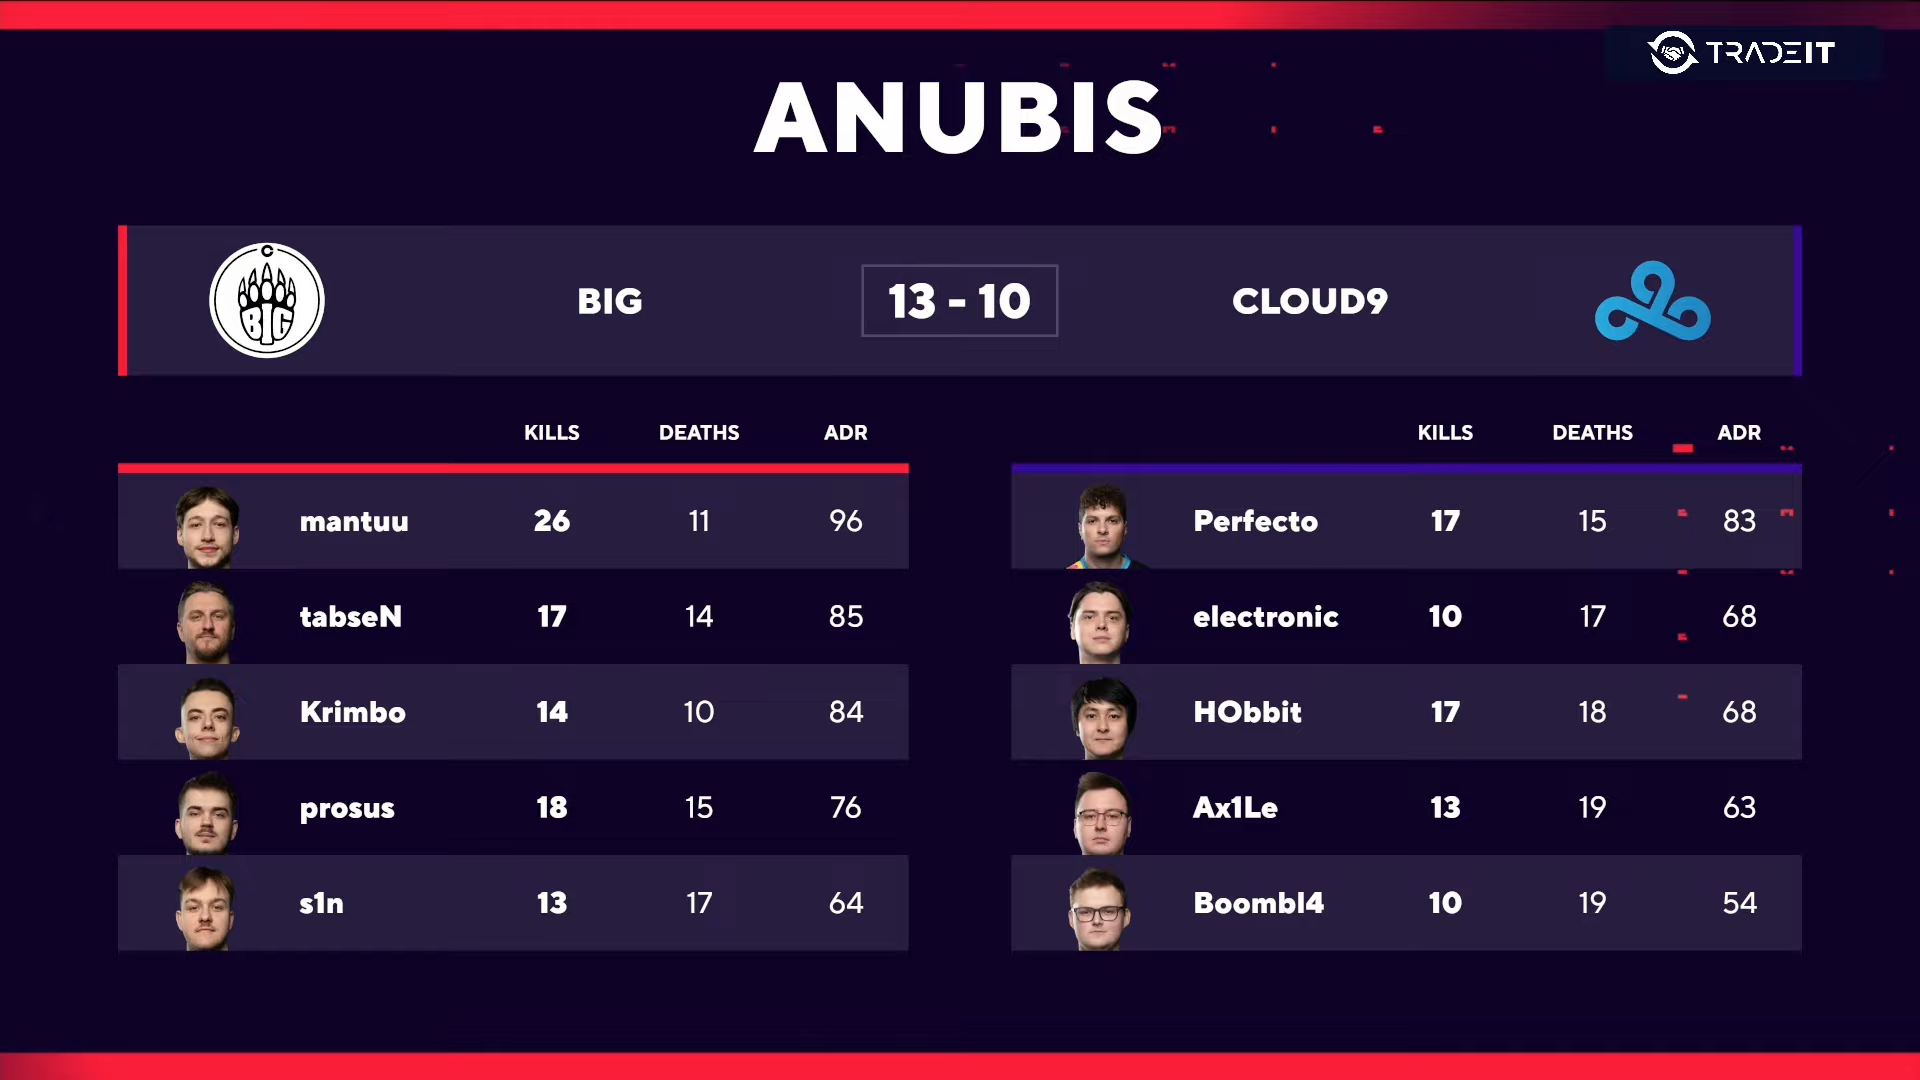 TRADEIT
ANUBIS
BIG
BIG 13 - 10 CLOUD9
KILLS DEATHS ADR
mantuu 26 11 96
tabseN 17 14 85
Krimbo 14 10 84
prosus 18 15 76
s1n 13 17 64
KILLS DEATHS ADR
Perfecto 17 15 83
electronic 10 17 68
HObbit 17 18 68
Ax1Le 13 19 63
Boombl4 10 19 54